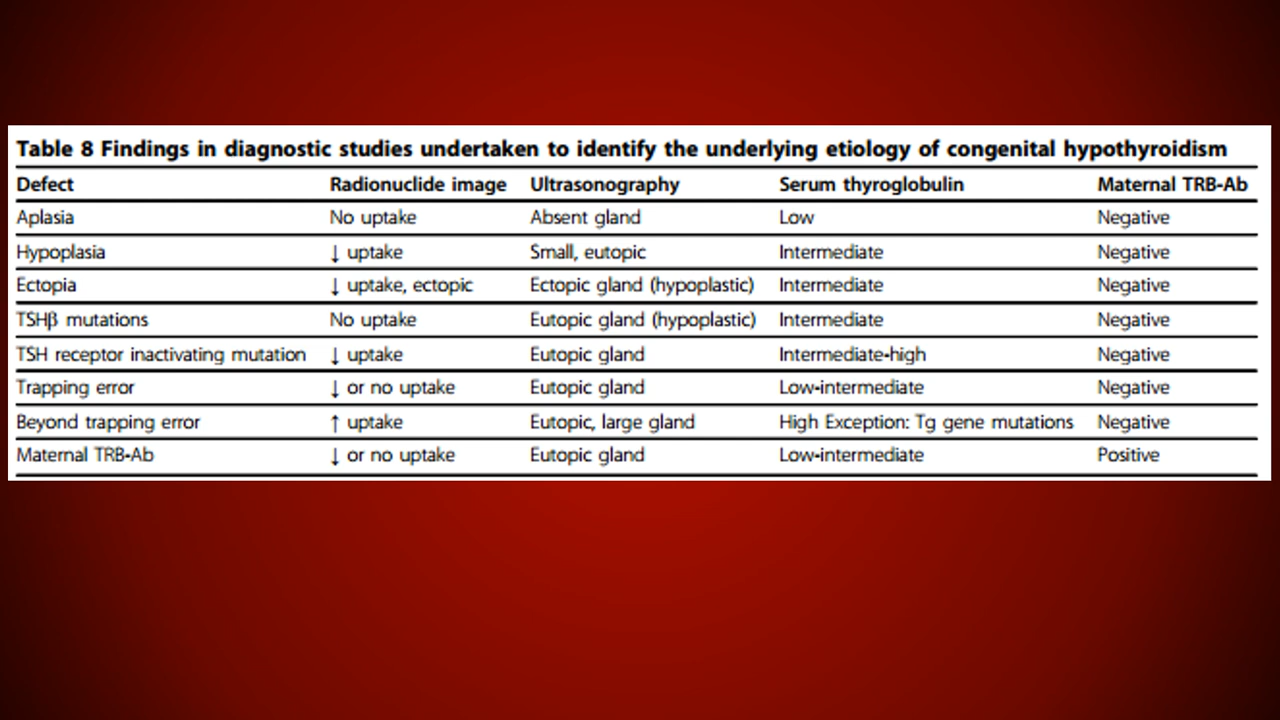 Table 8 Findings in diagnostic studies undertaken to identify the underlying etiology of congenital hypothyroidism
Defect Radionuclide image Ultrasonography Serum thyroglobulin Maternal TRB-Ab
Aplasia No uptake Absent gland Low Negative
Hypoplasia ↓ uptake Small, eutopic Intermediate Negative
Ectopia ↓ uptake, ectopic Ectopic gland (hypoplastic) Intermediate Negative
TSHβ mutations No uptake Eutopic gland (hypoplastic) Intermediate Negative
TSH receptor inactivating mutation ↓ uptake Eutopic gland Intermediate-high Negative
Trapping error ↓ or no uptake Eutopic gland Low-intermediate Negative
Beyond trapping error ↑ uptake Eutopic, large gland High Exception: Tg gene mutations Negative
Maternal TRB-Ab ↓ or no uptake Eutopic gland Low-intermediate Positive